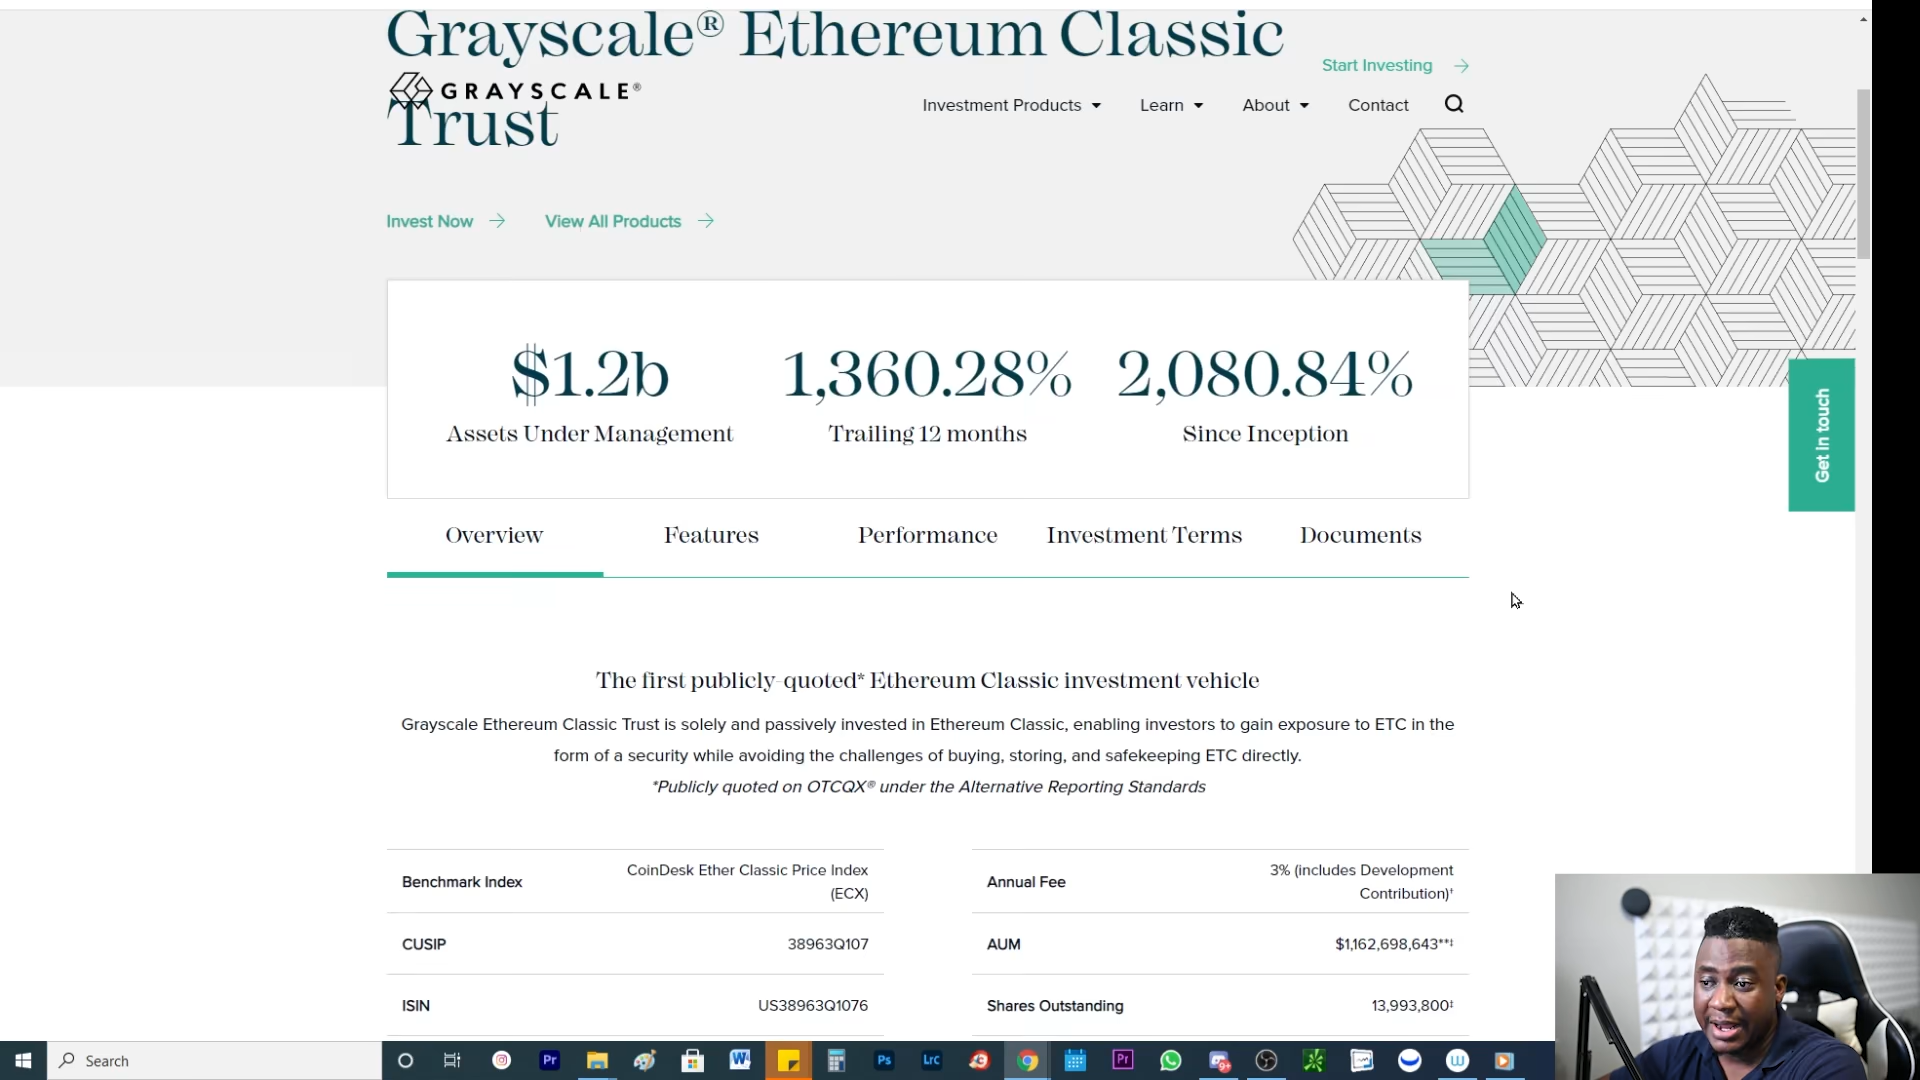 Grayscale® Ethereum Classic
Start Investing
GRAYSCALE®
Trust
Investment Products
Learn
About
Contact
Invest Now
View All Products
$1.2b
1,360.28%
2,080.84%
Assets Under Management
Trailing 12 months
Since Inception
Get in touch
Overview
Features
Performance
Investment Terms
Documents
The first publicly-quoted* Ethereum Classic investment vehicle
Grayscale Ethereum Classic Trust is solely and passively invested in Ethereum Classic, enabling investors to gain exposure to ETC in the
form of a security while avoiding the challenges of buying, storing, and safekeeping ETC directly.
*Publicly quoted on OTCQX® under the Alternative Reporting Standards
Benchmark Index
CoinDesk Ether Classic Price Index
(ECX)
Annual Fee
3% (includes Development
Contribution)†
CUSIP
38963Q107
AUM
$1,162,698,643**‡
ISIN
US38963Q1076
Shares Outstanding
13,993,800‡
Search
Pr
W
Ps
Lrc
Pr
9+
W